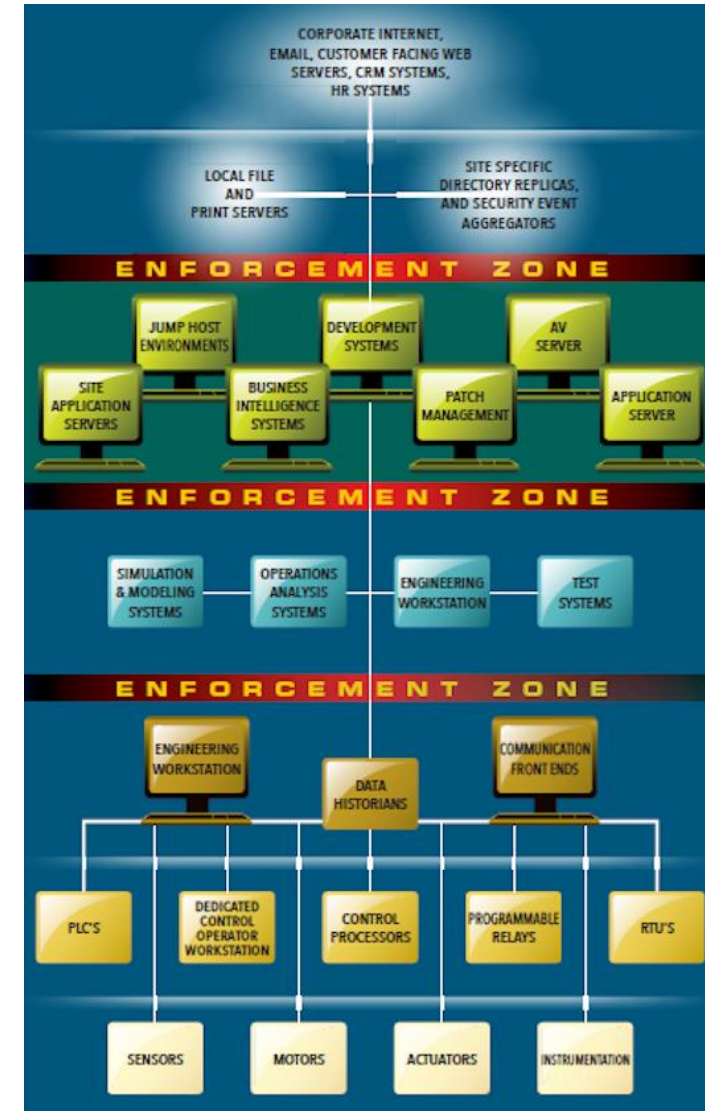 CORPORATE INTERNET,
EMAIL, CUSTOMER FACING WEB
SERVERS, CRM SYSTEMS,
HR SYSTEMS
LOCAL FILE
AND
PRINT SERVERS
SITE SPECIFIC
DIRECTORY REPLICAS,
AND SECURITY EVENT
AGGREGATORS
ENFORCEMENT ZONE
JUMP HOST
ENVIRONMENTS
DEVELOPMENT
SYSTEMS
AV
SERVER
SITE
APPLICATION
SERVERS
BUSINESS
INTELLIGENCE
SYSTEMS
PATCH
MANAGEMENT
APPLICATION
SERVER
ENFORCEMENT ZONE
SIMULATION
& MODELING
SYSTEMS
OPERATIONS
ANALYSIS
SYSTEMS
ENGINEERING
WORKSTATION
TEST
SYSTEMS
ENFORCEMENT ZONE
ENGINEERING
WORKSTATION
DATA
HISTORIANS
COMMUNICATION
FRONT ENDS
PLC'S
DEDICATED
CONTROL
OPERATOR
WORKSTATION
CONTROL
PROCESSORS
PROGRAMMABLE
RELAYS
RTU'S
SENSORS
MOTORS
ACTUATORS
INSTRUMENTATION